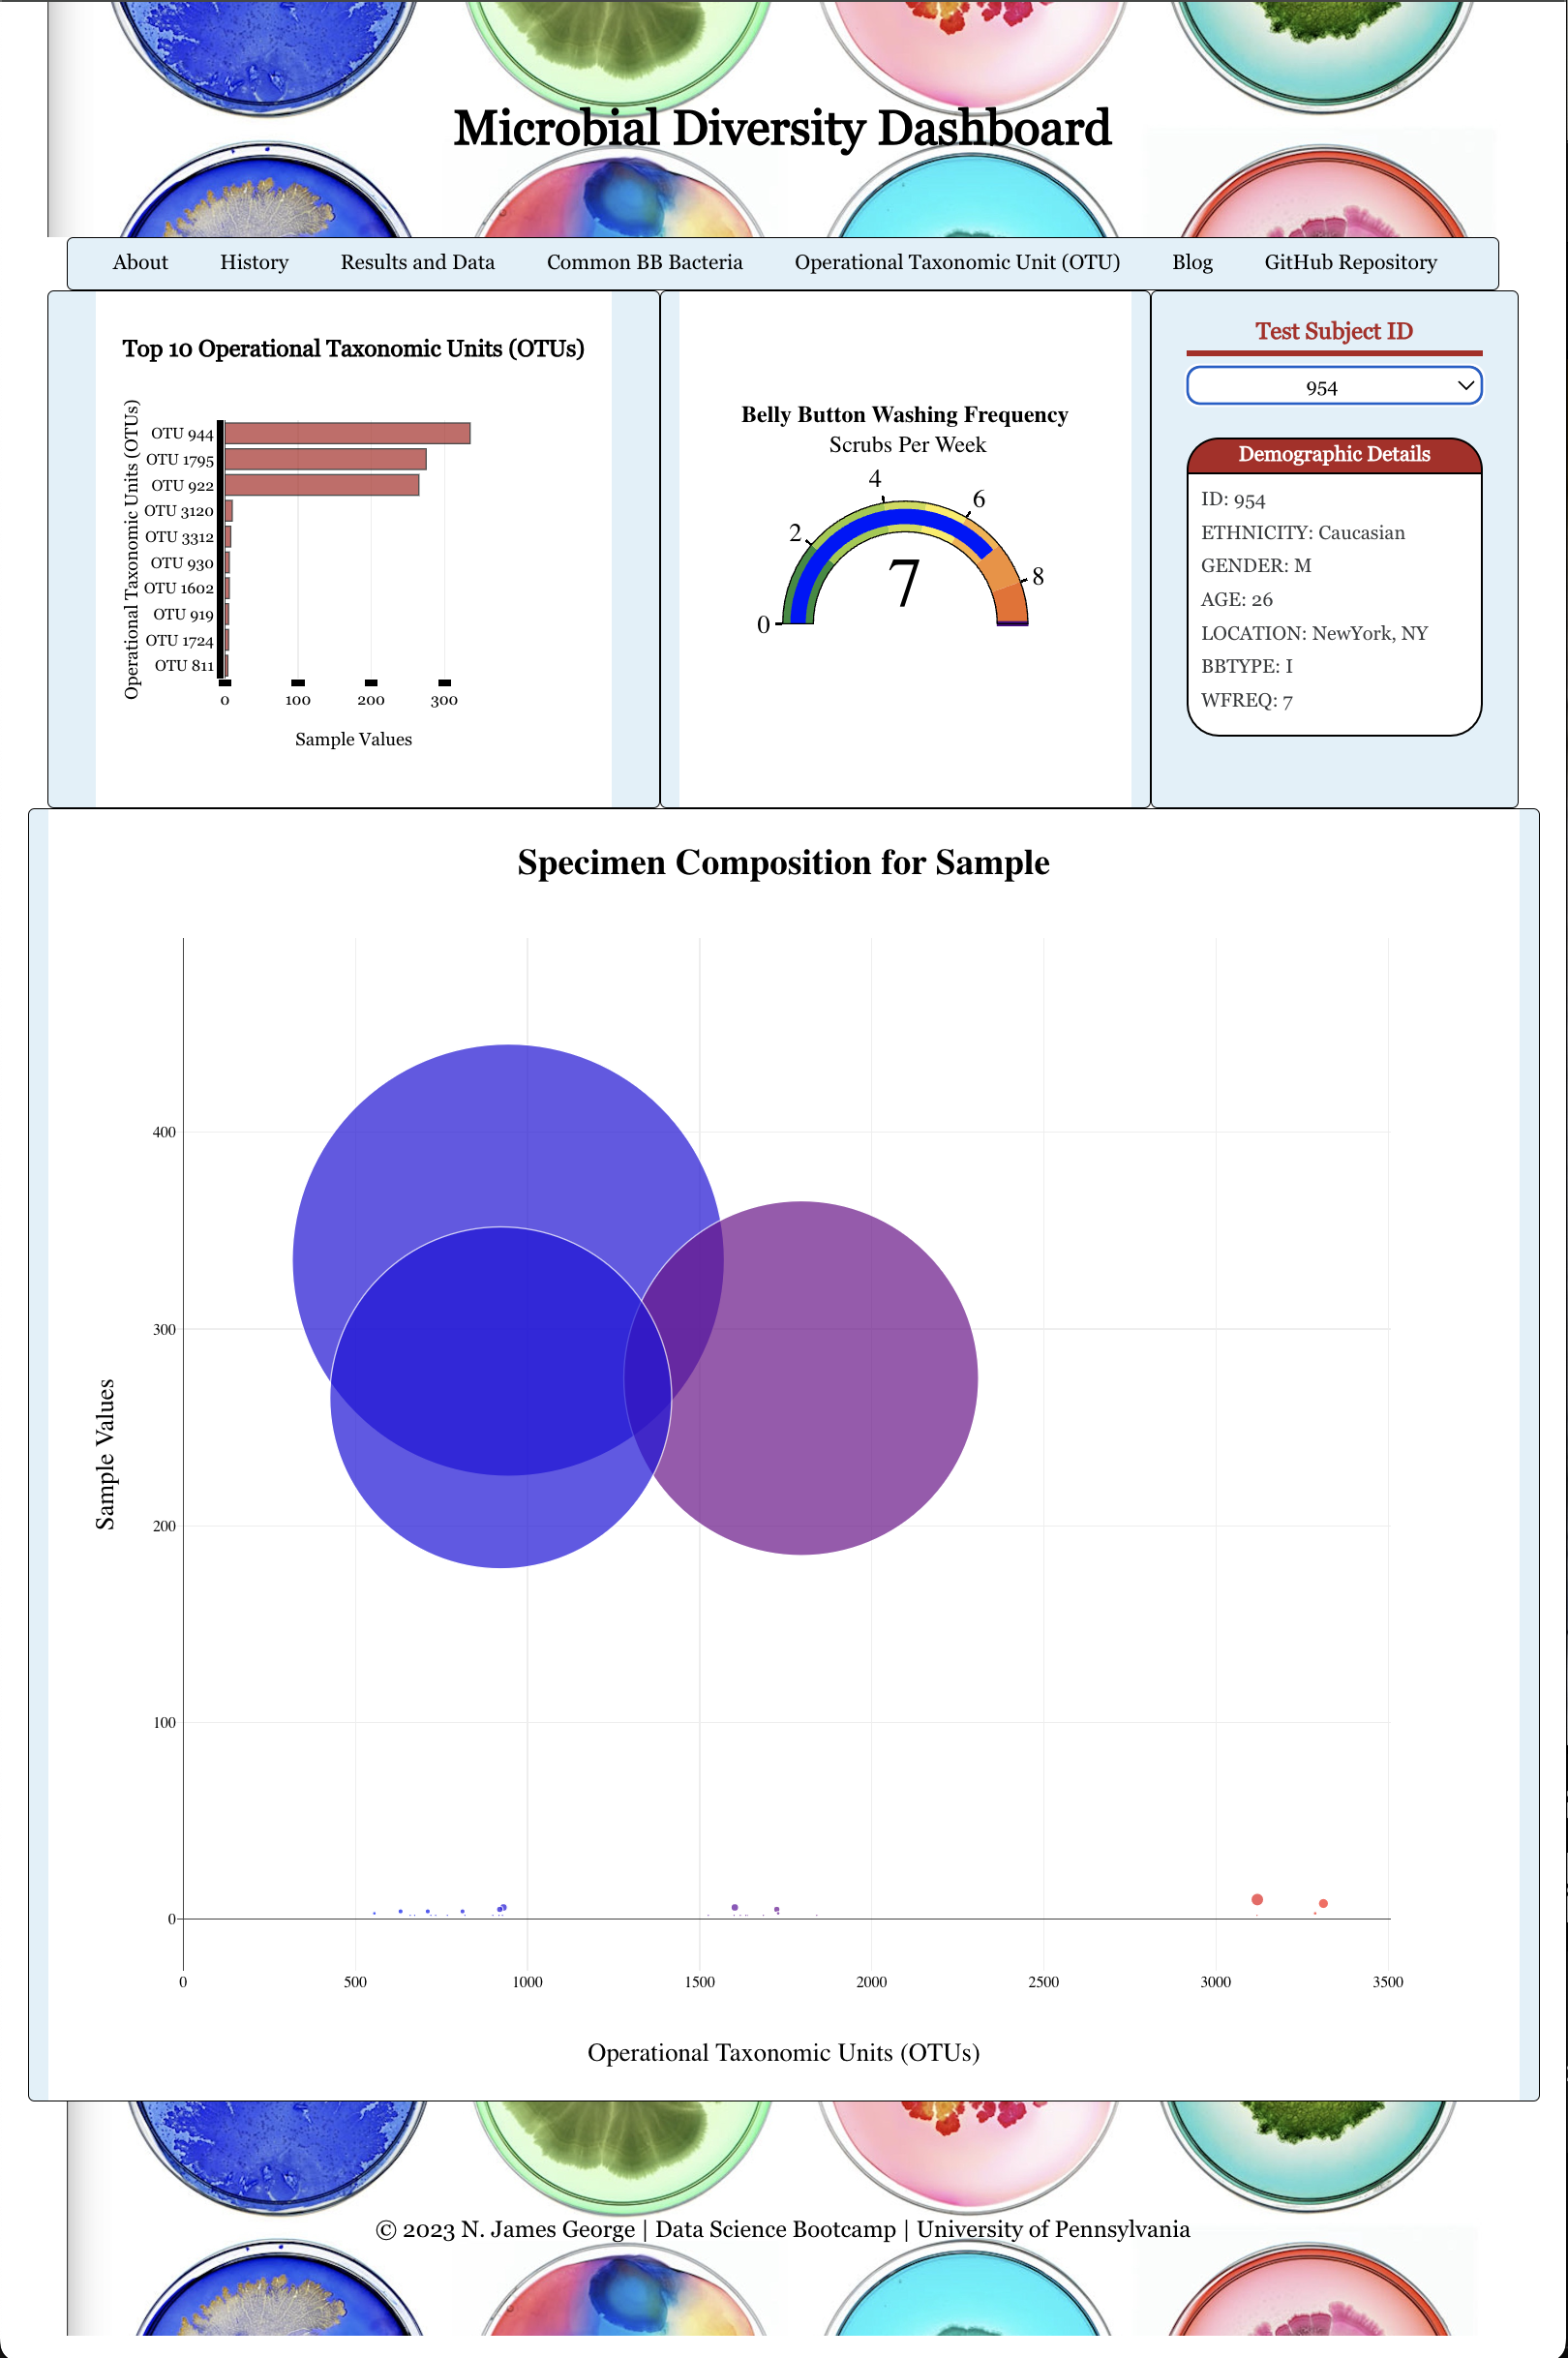 Microbial Diversity Dashboard
About History Results and Data Common BB Bacteria Operational Taxonomic Unit (OTU) Blog GitHub Repository
Top 10 Operational Taxonomic Units (OTUs)
Operational Taxonomic Units (OTUs)
OTU 944
OTU 1795
OTU 922
OTU 3120
OTU 3312
OTU 930
OTU 1602
OTU 919
OTU 1724
OTU 811
0 100 200 300
Sample Values
Belly Button Washing Frequency
Scrubs Per Week
0 2 4 6 8
7
Test Subject ID
954
Demographic Details
ID: 954
ETHNICITY: Caucasian
GENDER: M
AGE: 26
LOCATION: NewYork, NY
BBTYPE: I
WFREQ: 7
Specimen Composition for Sample
Sample Values
400
300
200
100
0
0 500 1000 1500 2000 2500 3000 3500
Operational Taxonomic Units (OTUs)
© 2023 N. James George | Data Science Bootcamp | University of Pennsylvania